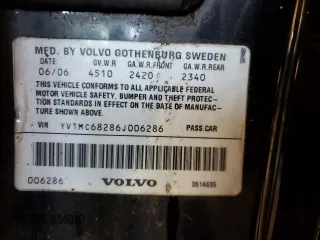 MFD. BY VOLVO GOTHENBURG SWEDEN
DATE: G.V.W.R GA.W.R.FRONT GA.W.R.REAR
06/06 4510 2420 2340
THIS VEHICLE CONFORMS TO ALL APPLICABLE FEDERAL
MOTOR VEHICLE SAFETY, BUMPER AND THEFT PROTEC-
TION STANDARDS IN EFFECT ON THE DATE OF MANUFAC-
TURE SHOWN ABOVE.
VIN YV1MC68286J006286 PASS.CAR
006286 VOLVO 3514635